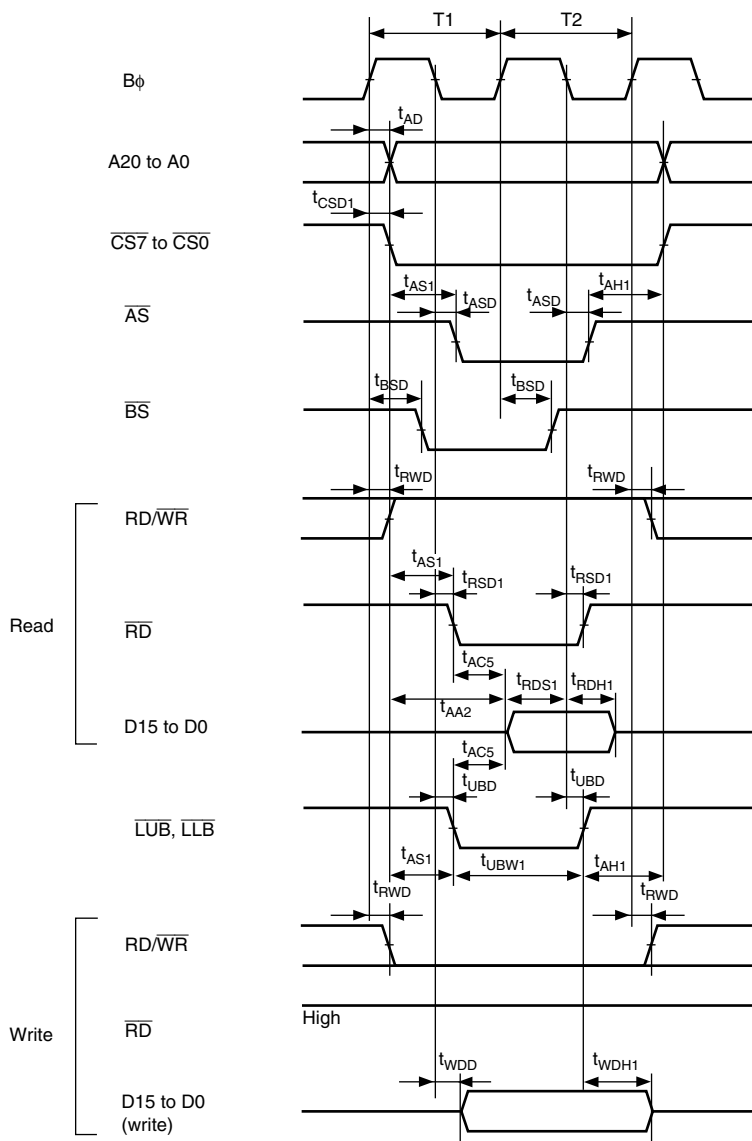 T1 T2
Bφ
tAD
A20 to A0
tCSD1
CS7 to CS0
tAS1 tASD tASD tAH1
AS
tBSD tBSD
BS
tRWD tRWD
RD/WR
tAS1 tRSD1 tRSD1
Read
RD
tAC5 tRDS1 tRDH1
tAA2
D15 to D0
tAC5
tUBD tUBD
LUB, LLB
tAS1 tUBW1 tAH1
tRWD tRWD
RD/WR
High
Write
RD
tWDD tWDH1
D15 to D0
(write)